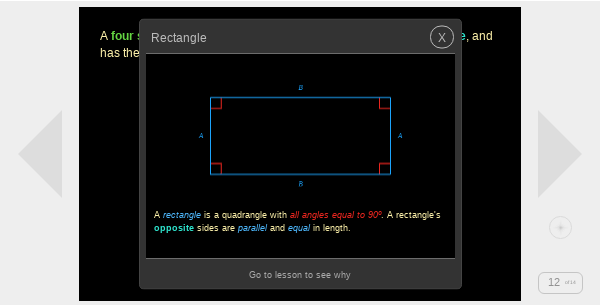 A four
e, and
has the
Rectangle
X
B
A
A
B
A rectangle is a quadrangle with all angles equal to 90º. A rectangle's
opposite sides are parallel and equal in length.
Go to lesson to see why
12